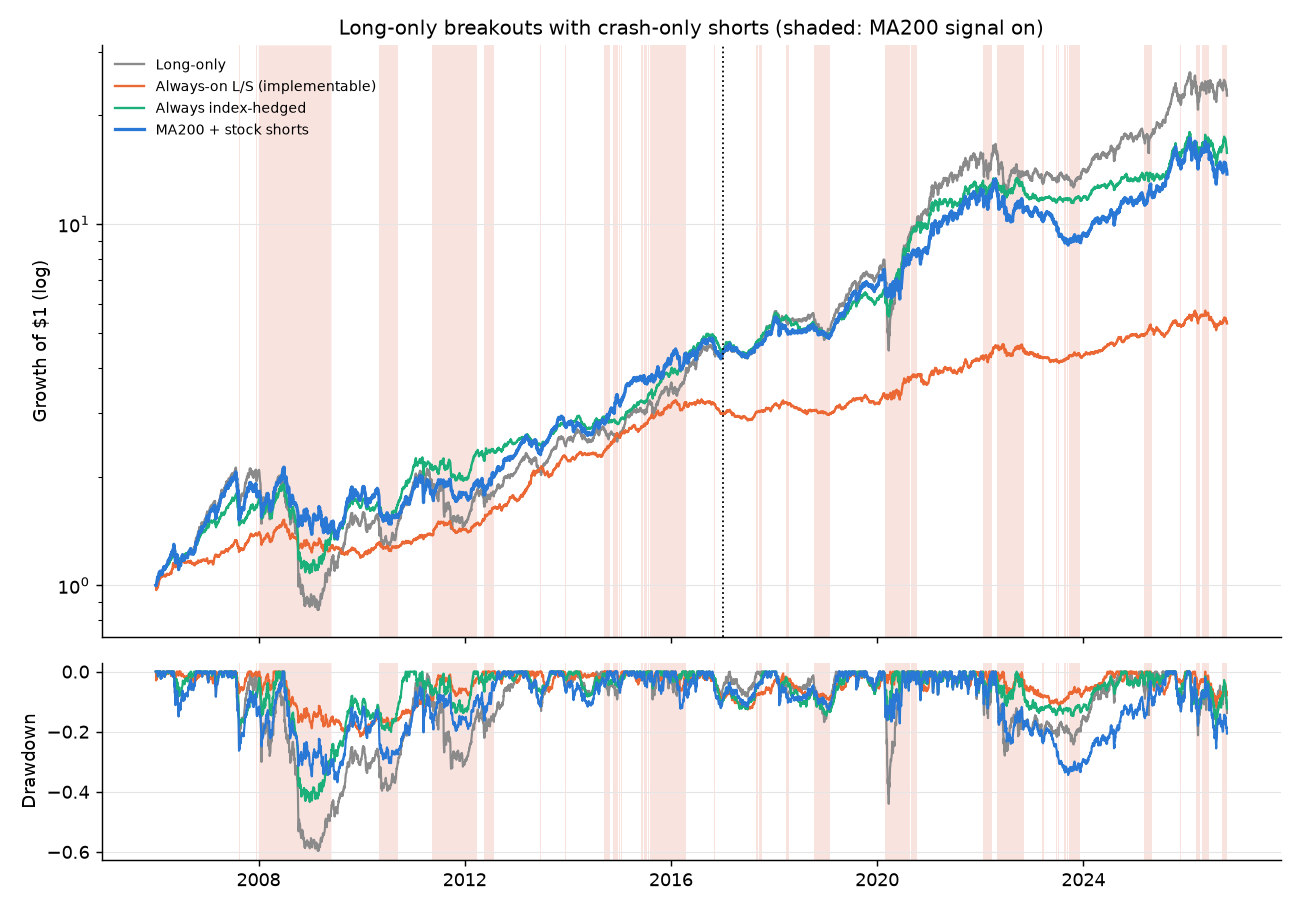 Long-only breakouts with crash-only shorts (shaded: MA200 signal on)
Long-only
Always-on L/S (implementable)
Always index-hedged
MA200 + stock shorts
Growth of $1 (log)
10¹
10⁰
Drawdown
0.0
−0.2
−0.4
−0.6
2008
2012
2016
2020
2024